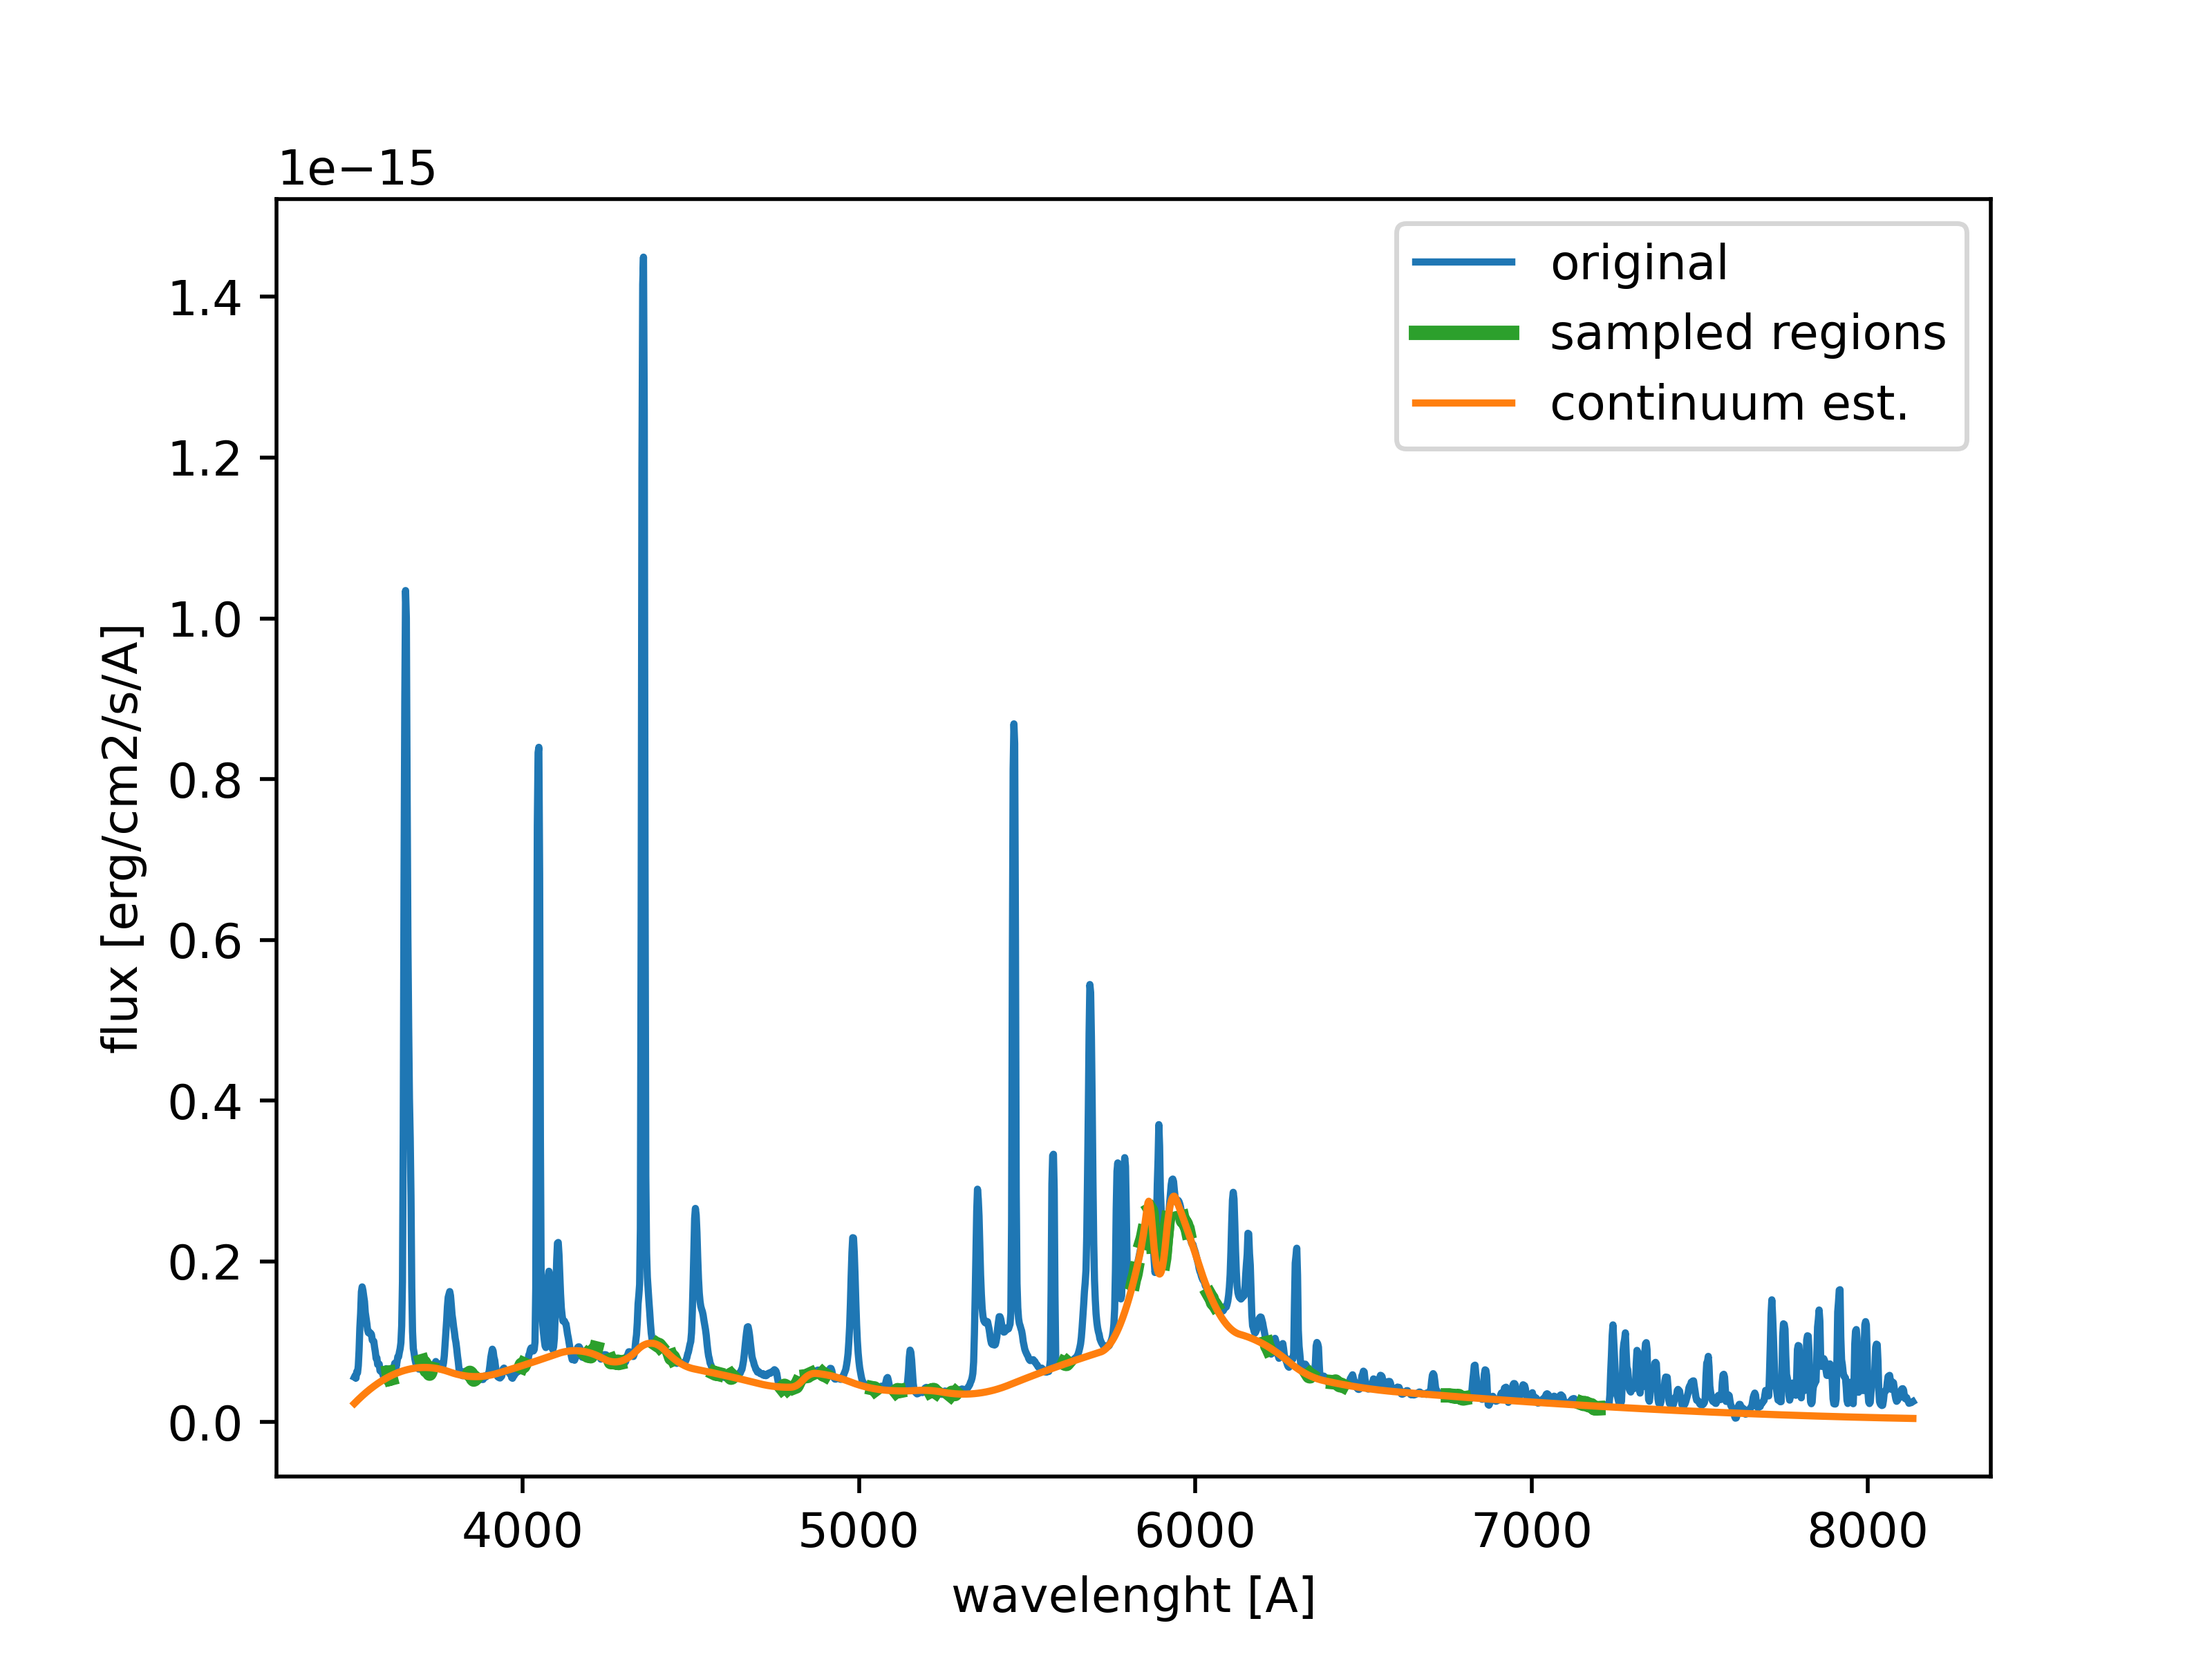 1e−15
original
sampled regions
continuum est.
1.4
1.2
1.0
0.8
0.6
0.4
0.2
0.0
flux [erg/cm2/s/A]
4000 5000 6000 7000 8000
wavelenght [A]